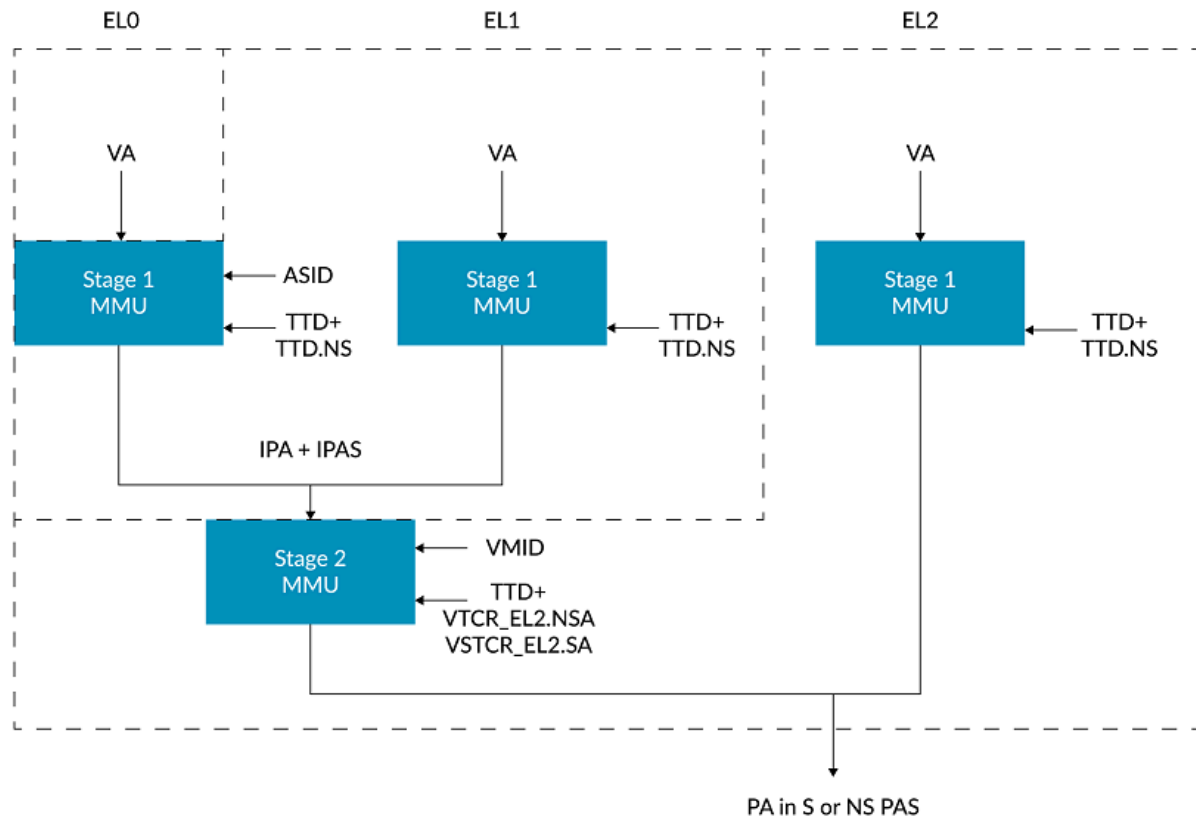 EL0
EL1
EL2
VA
VA
VA
Stage 1
MMU
ASID
TTD+
TTD.NS
Stage 1
MMU
TTD+
TTD.NS
Stage 1
MMU
TTD+
TTD.NS
IPA + IPAS
Stage 2
MMU
VMID
TTD+
VTCR_EL2.NSA
VSTCR_EL2.SA
PA in S or NS PAS